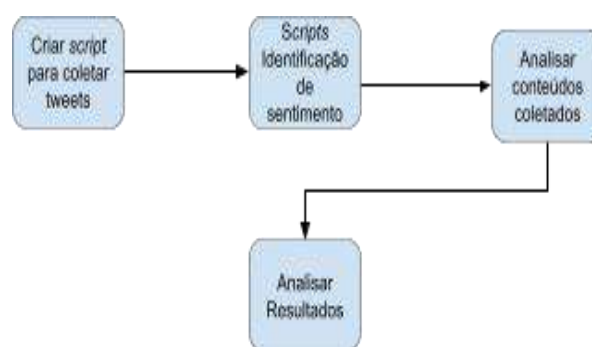 Criar script
para coletar
tweets
Scripts
Identificação
de
sentimento
Analisar
conteúdos
coletados
Analisar
Resultados